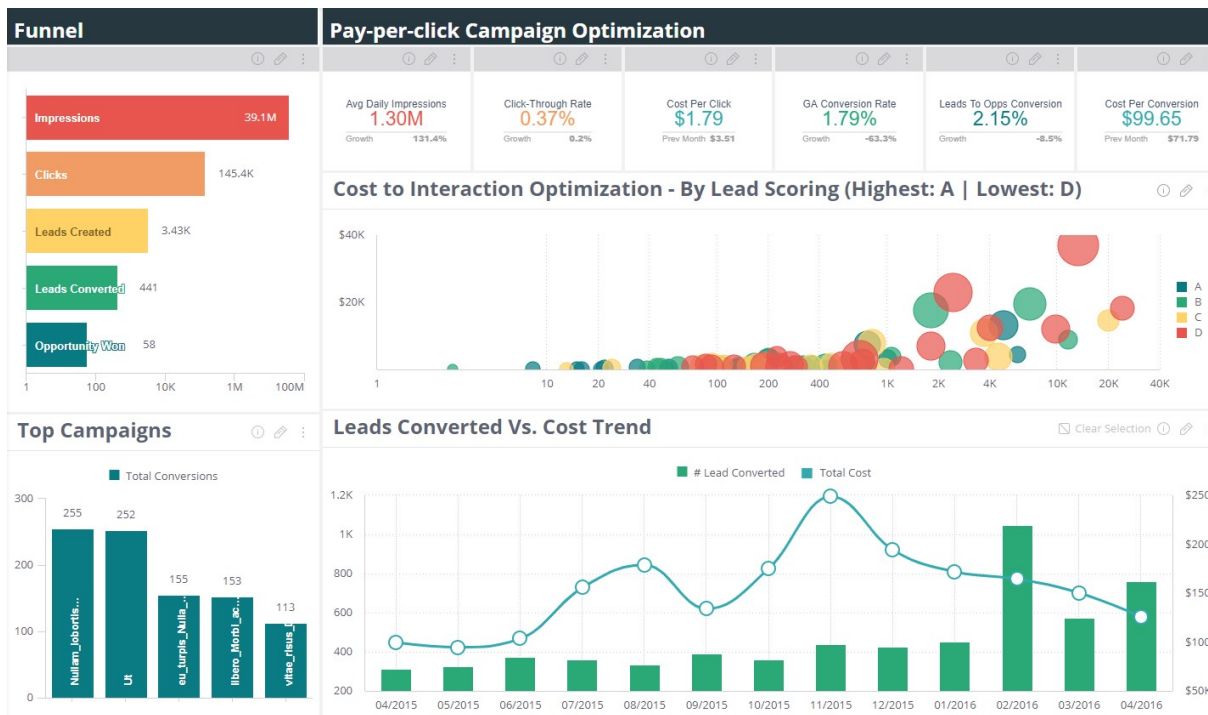 Funnel
Pay-per-click Campaign Optimization
Impressions 39.1M
Clicks 145.4K
Leads Created 3.43K
Leads Converted 441
Opportunity Won 58
1 100 10K 1M 100M
Avg Daily Impressions
1.30M
Growth 131.4%
Click-Through Rate
0.37%
Growth 0.2%
Cost Per Click
$1.79
Prev Month $3.51
GA Conversion Rate
1.79%
Growth -63.3%
Leads To Opps Conversion
2.15%
Growth -8.5%
Cost Per Conversion
$99.65
Prev Month $71.79
Cost to Interaction Optimization - By Lead Scoring (Highest: A | Lowest: D)
$40K
$20K
1 10 20 40 100 200 400 1K 2K 4K 10K 20K 40K
A
B
C
D
Top Campaigns
Total Conversions
300
200
100
0
255 252 155 153 113
Nullam_lobortis...
Ut
eu_turpis_Nulla_...
libero_Morbi_ac...
vitae_risus_
Leads Converted Vs. Cost Trend
Clear Selection
# Lead Converted Total Cost
1.2K
1K
800
600
400
200
$250
$200
$150
$100
$50K
04/2015 05/2015 06/2015 07/2015 08/2015 09/2015 10/2015 11/2015 12/2015 01/2016 02/2016 03/2016 04/2016